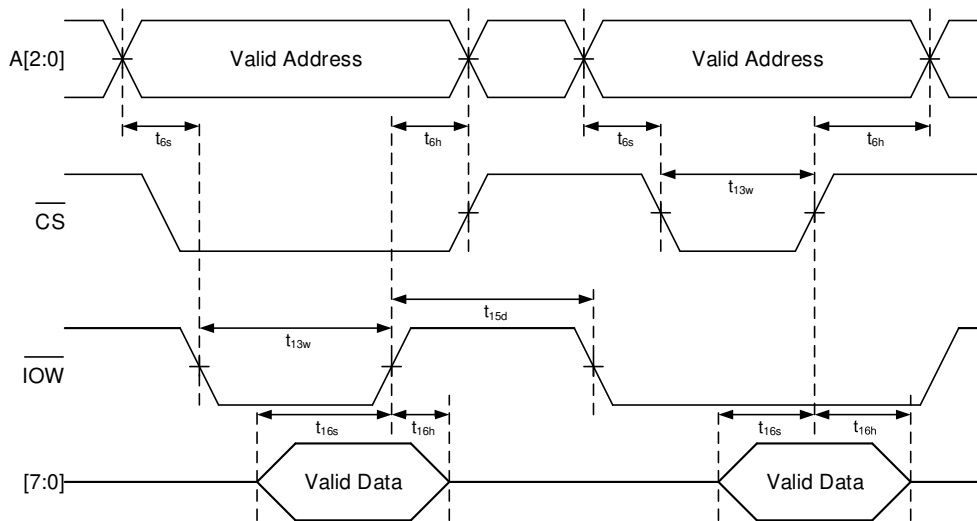 A[2:0] Valid Address Valid Address
t6s t6h t6s t6h
CS t13w
t15d
IOW t13w
t16s t16h t16s t16h
[7:0] Valid Data Valid Data